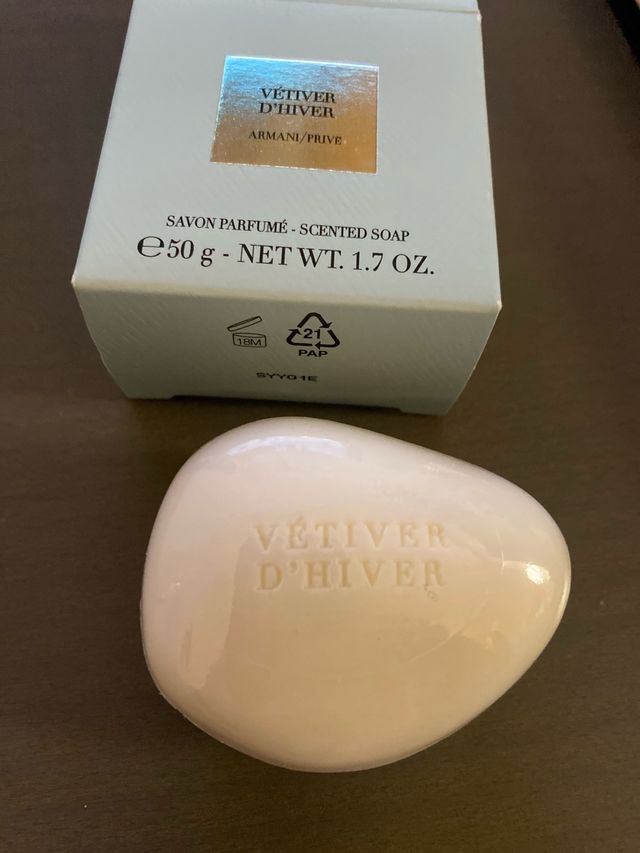 VÉTIVER
D'HIVER
ARMANI/PRIVE
SAVON PARFUMÉ - SCENTED SOAP
℮50 g - NET WT. 1.7 OZ.
18M
21
PAP
SYY01E
VÉTIVER
D'HIVER